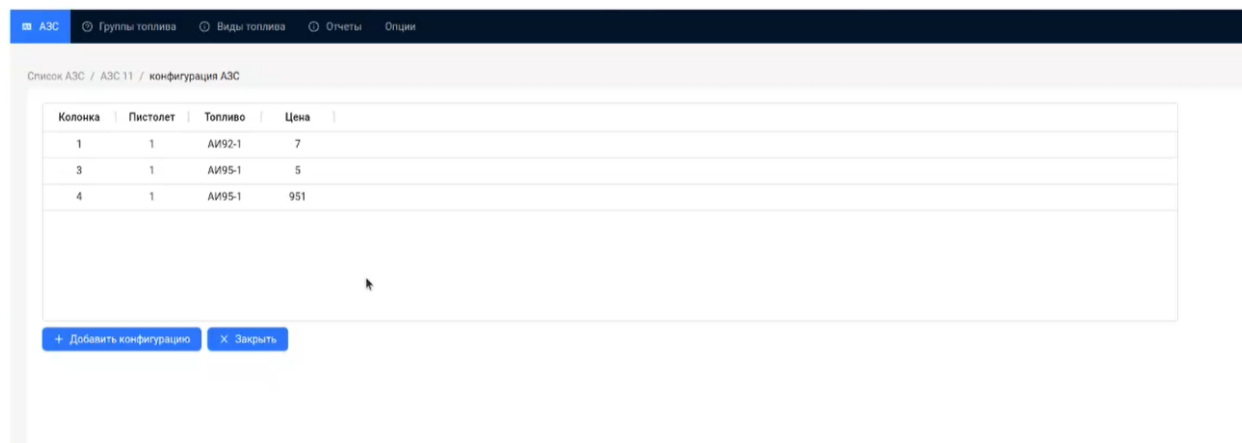 АЗС Группы топлива Виды топлива Отчеты Опции
Список АЗС / АЗС 11 / конфигурация АЗС
Колонка Пистолет Топливо Цена
1 1 АИ92-1 7
3 1 АИ95-1 5
4 1 АИ95-1 951
+ Добавить конфигурацию X Закрыть